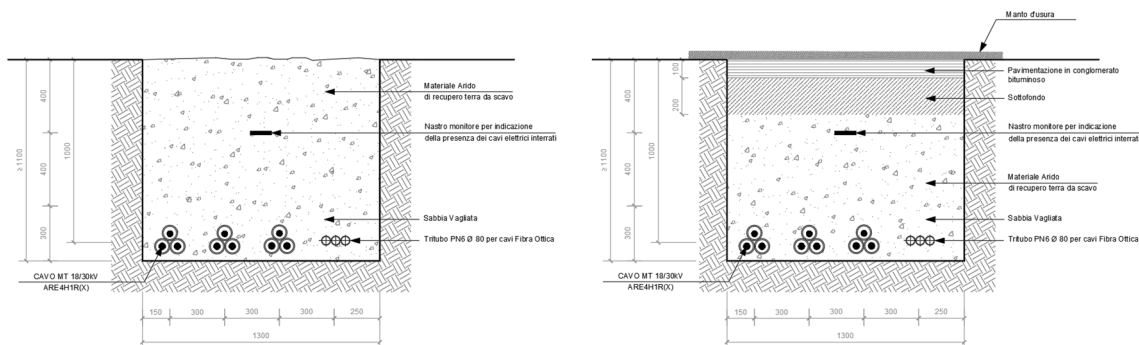 Materiale Arido
di recupero terra da scavo
Nastro monitore per indicazione
della presenza dei cavi elettrici interrati
Sabbia Vagliata
Tritubo PN6 Ø 80 per cavi Fibra Ottica
CAVO MT 18/30kV
ARE4H1R(X)
≥ 1100
400
400
300
1000
150
300
300
300
250
1300
Manto d'usura
Pavimentazione in conglomerato
bituminoso
Sottofondo
Nastro monitore per indicazione
della presenza dei cavi elettrici interrati
Materiale Arido
di recupero terra da scavo
Sabbia Vagliata
Tritubo PN6 Ø 80 per cavi Fibra Ottica
CAVO MT 18/30kV
ARE4H1R(X)
≥ 1100
400
400
300
1000
100
200
150
300
300
300
250
1300